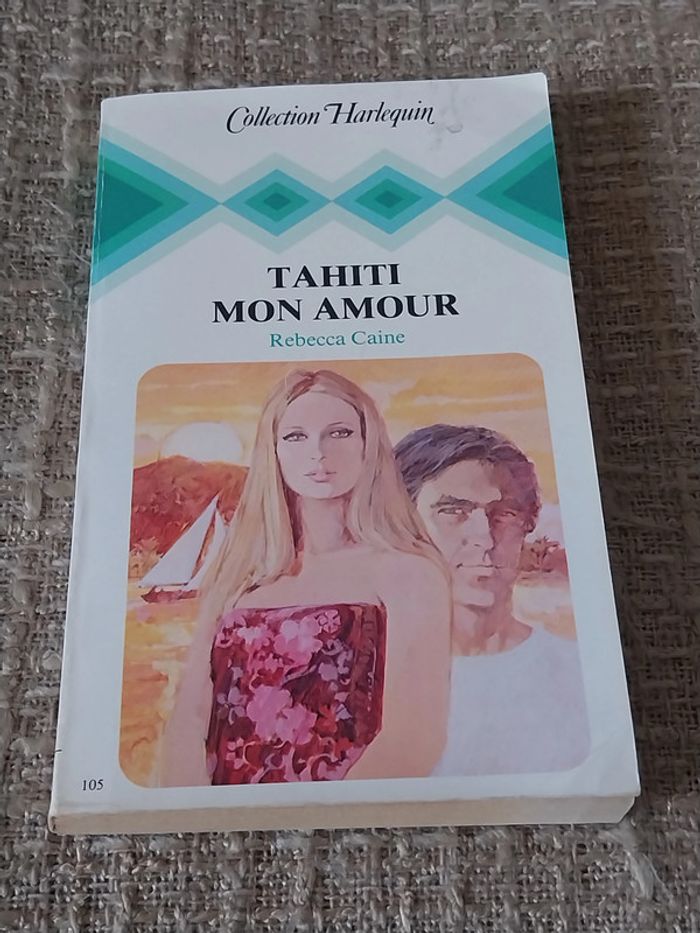 Collection Harlequin
TAHITI
MON AMOUR
Rebecca Caine
105